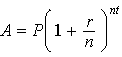 A = P(1 + r/n)^nt